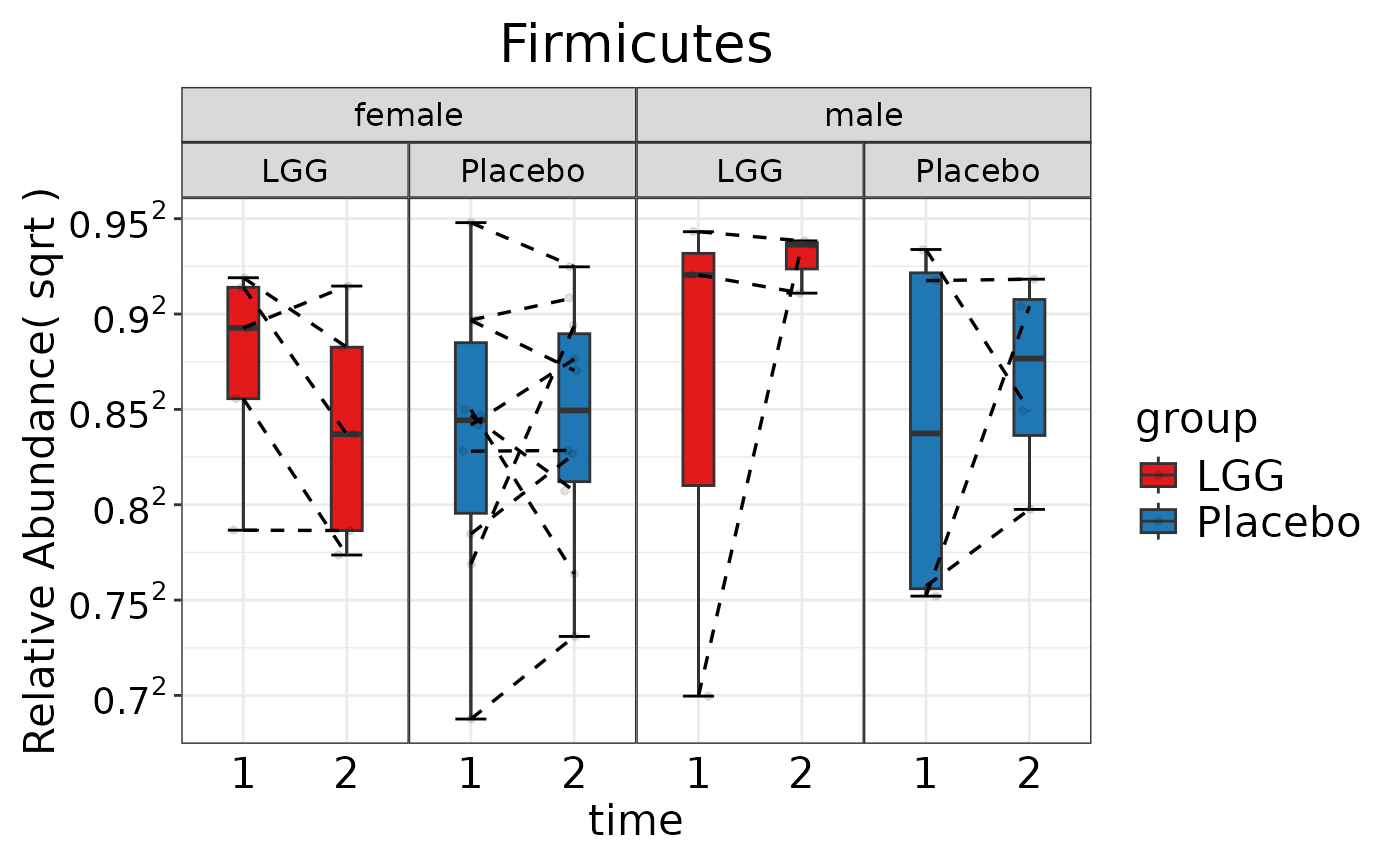 Firmicutes
female male
LGG Placebo LGG Placebo
Relative Abundance( sqrt )
0.95²
0.9²
0.85²
0.8²
0.75²
0.7²
1 2 1 2 1 2 1 2
time
group
LGG
Placebo